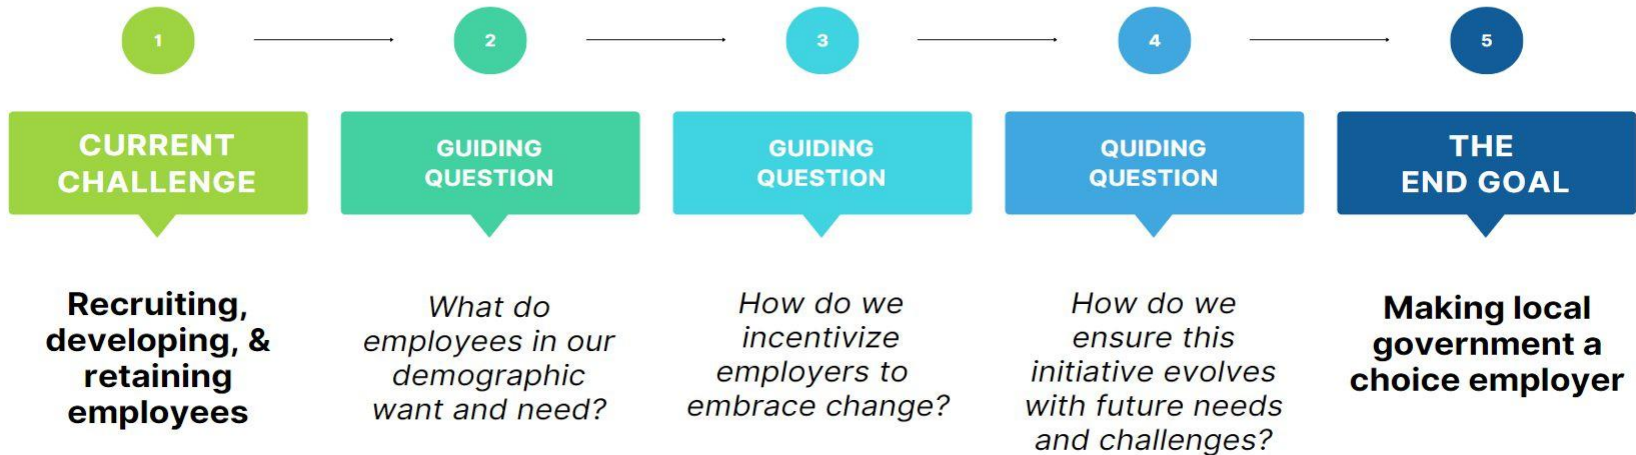 1
2
3
4
5
CURRENT
CHALLENGE
GUIDING
QUESTION
GUIDING
QUESTION
QUIDING
QUESTION
THE
END GOAL
Recruiting,
developing, &
retaining
employees
What do
employees in our
demographic
want and need?
How do we
incentivize
employers to
embrace change?
How do we
ensure this
initiative evolves
with future needs
and challenges?
Making local
government a
choice employer